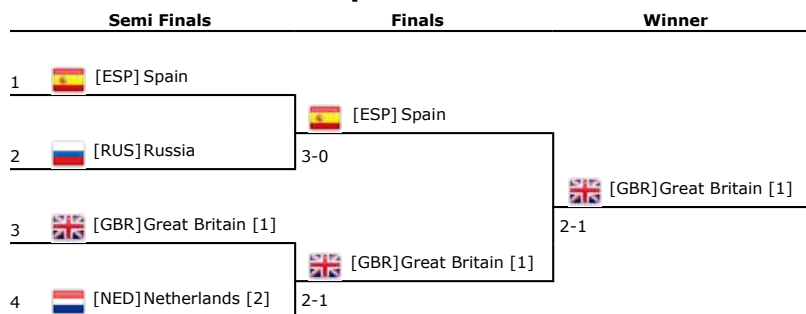 Semi Finals Finals Winner
1 [ESP] Spain
[ESP] Spain
2 [RUS]Russia 3-0
[GBR]Great Britain [1]
3 [GBR]Great Britain [1] 2-1
[GBR]Great Britain [1]
4 [NED]Netherlands [2] 2-1